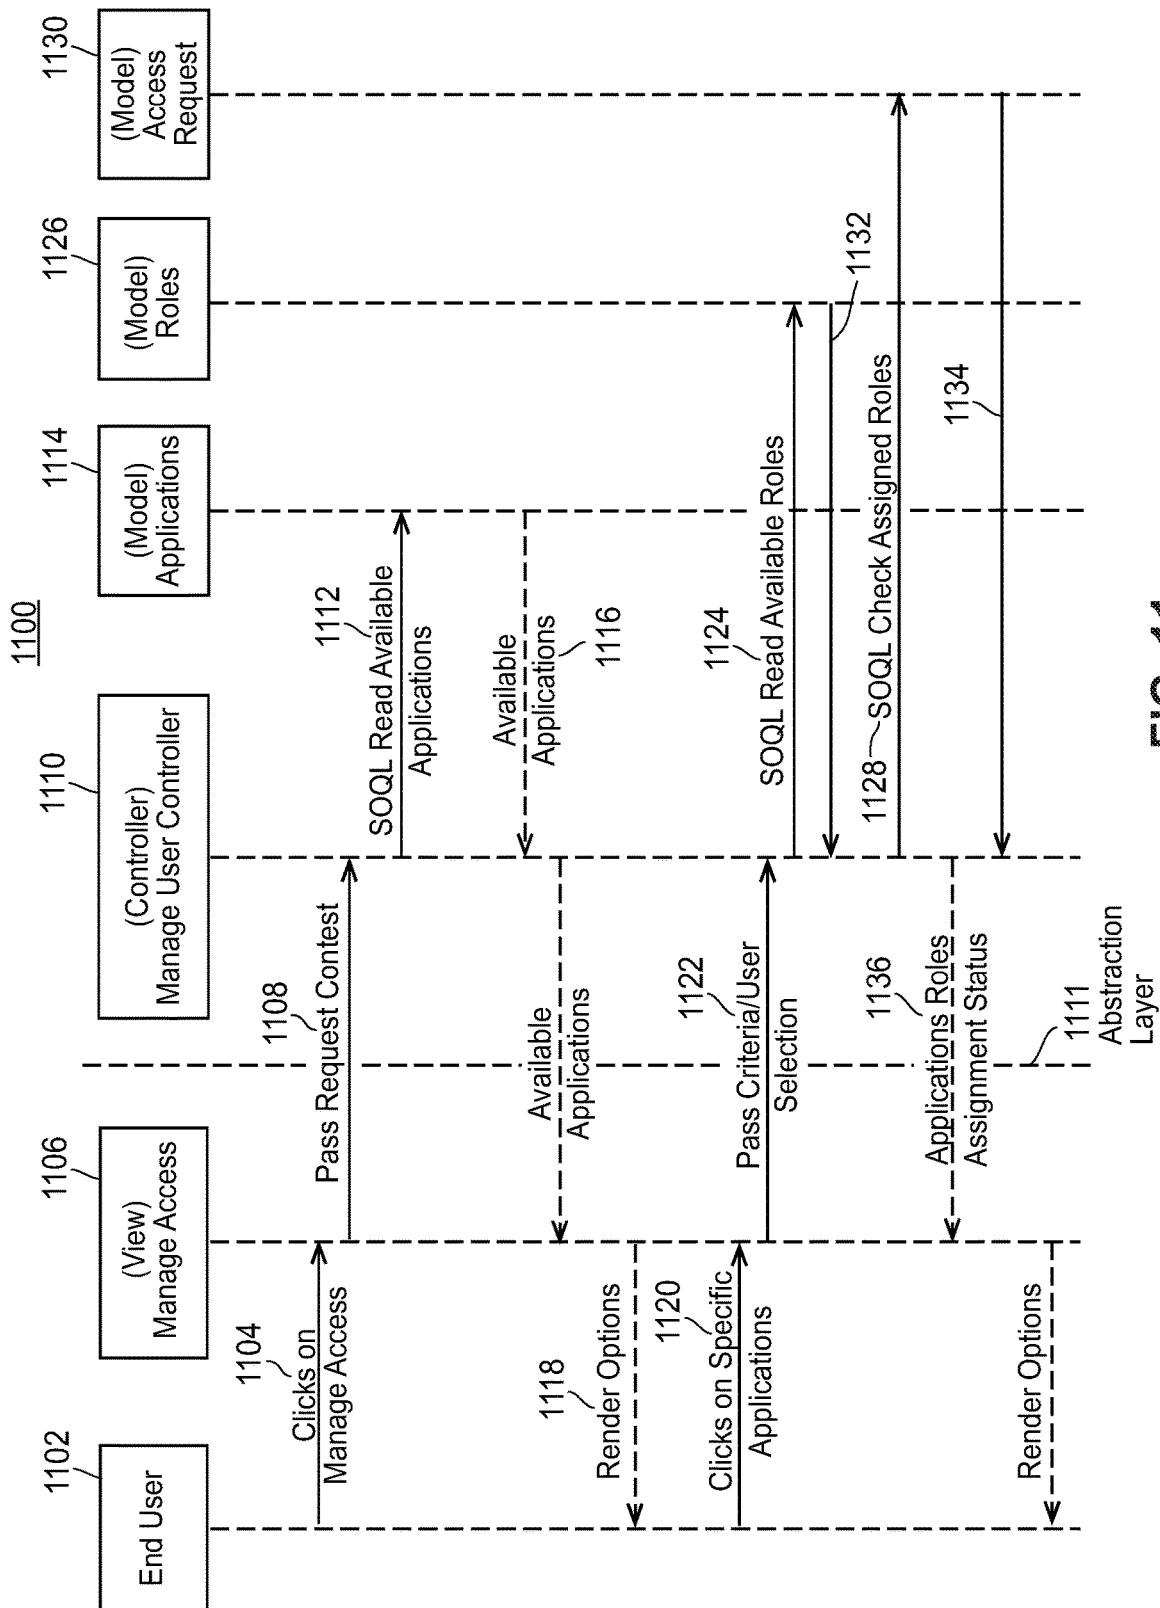 1100
1102
End User
1106
(View)
Manage Access
1110
(Controller)
Manage User Controller
1114
(Model)
Applications
1126
(Model)
Roles
1130
(Model)
Access
Request
1104
Clicks on
Manage Access
1108
Pass Request Contest
1112
SOQL Read Available
Applications
Available
Applications
1116
Available
Applications
1118
Render Options
1120
Clicks on Specific
Applications
1122
Pass Criteria/User
Selection
1124
SOQL Read Available Roles
1132
1128
SOQL Check Assigned Roles
1134
1136
Applications Roles
Assignment Status
Render Options
1111
Abstraction
Layer
FIG. 11